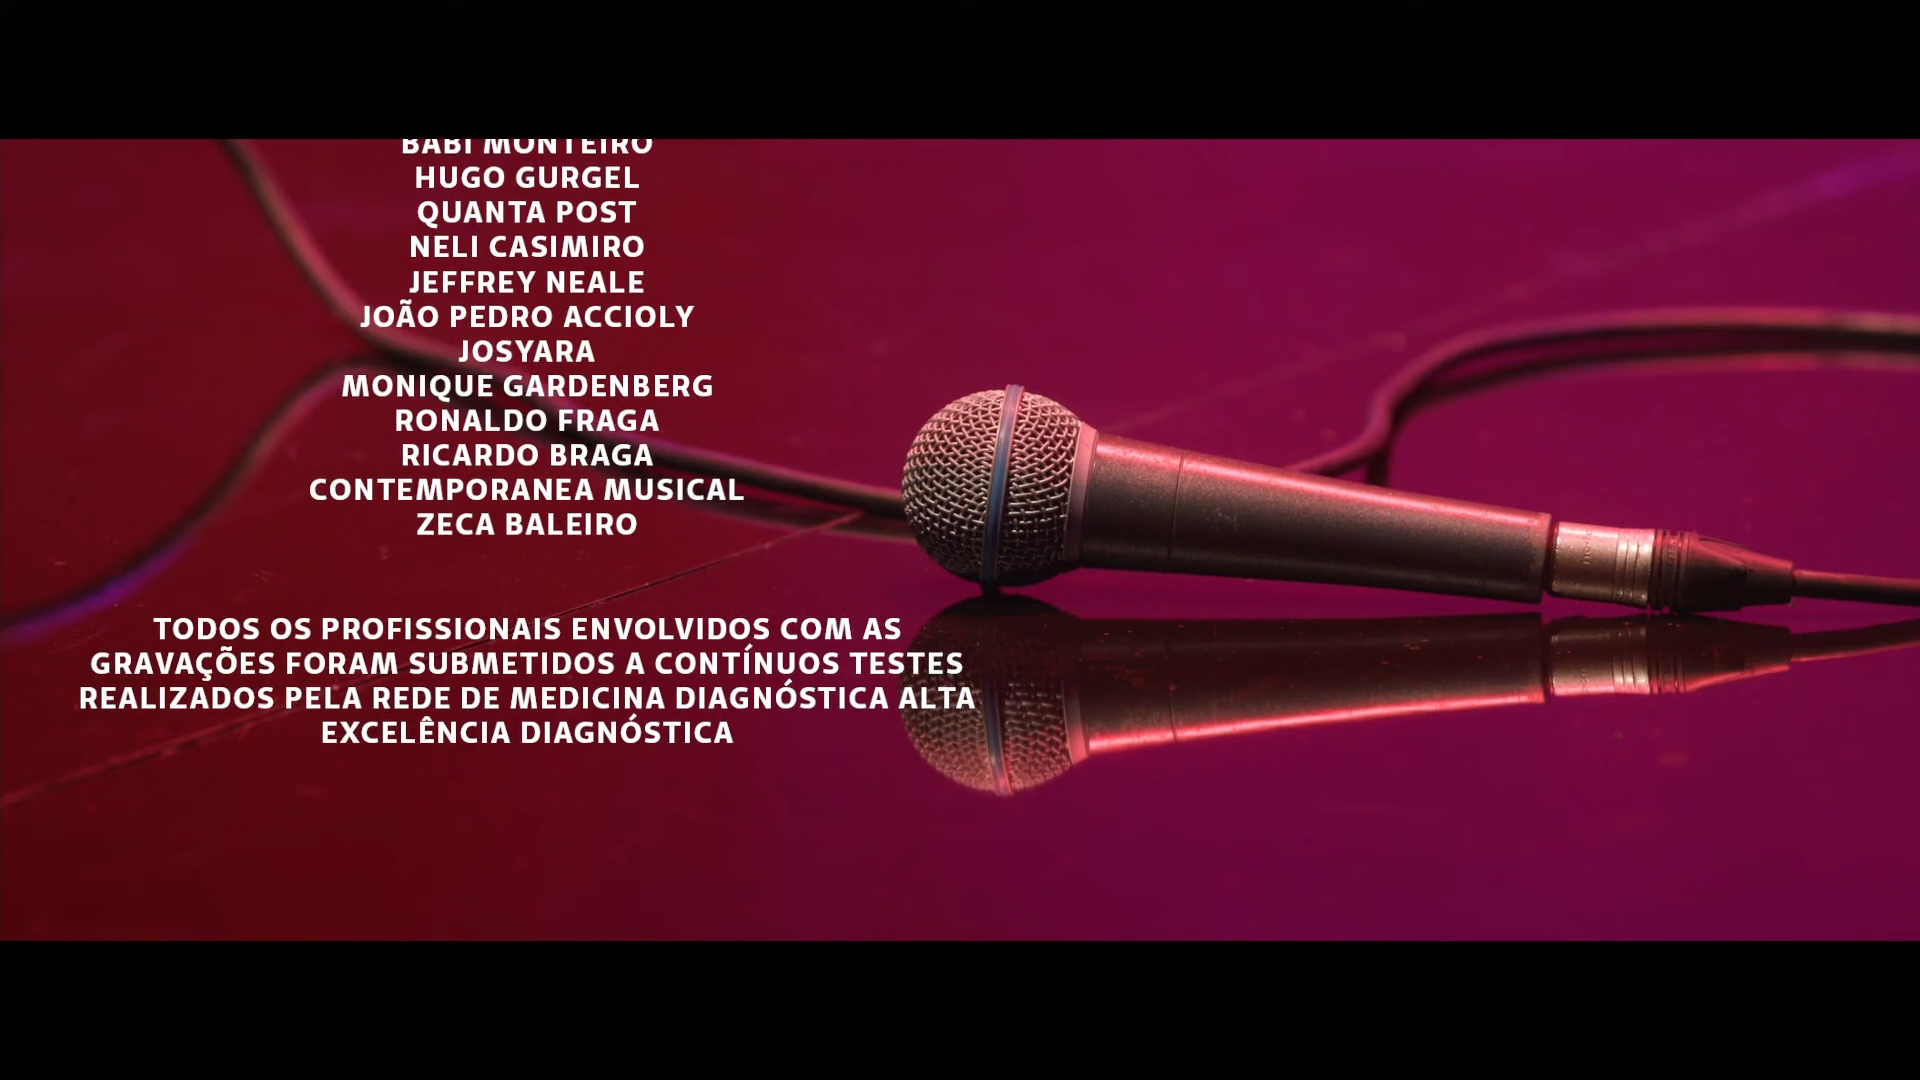 BABI MONTEIRO
HUGO GURGEL
QUANTA POST
NELI CASIMIRO
JEFFREY NEALE
JOÃO PEDRO ACCIOLY
JOSYARA
MONIQUE GARDENBERG
RONALDO FRAGA
RICARDO BRAGA
CONTEMPORANEA MUSICAL
ZECA BALEIRO
TODOS OS PROFISSIONAIS ENVOLVIDOS COM AS
GRAVAÇÕES FORAM SUBMETIDOS A CONTÍNUOS TESTES
REALIZADOS PELA REDE DE MEDICINA DIAGNÓSTICA ALTA
EXCELÊNCIA DIAGNÓSTICA